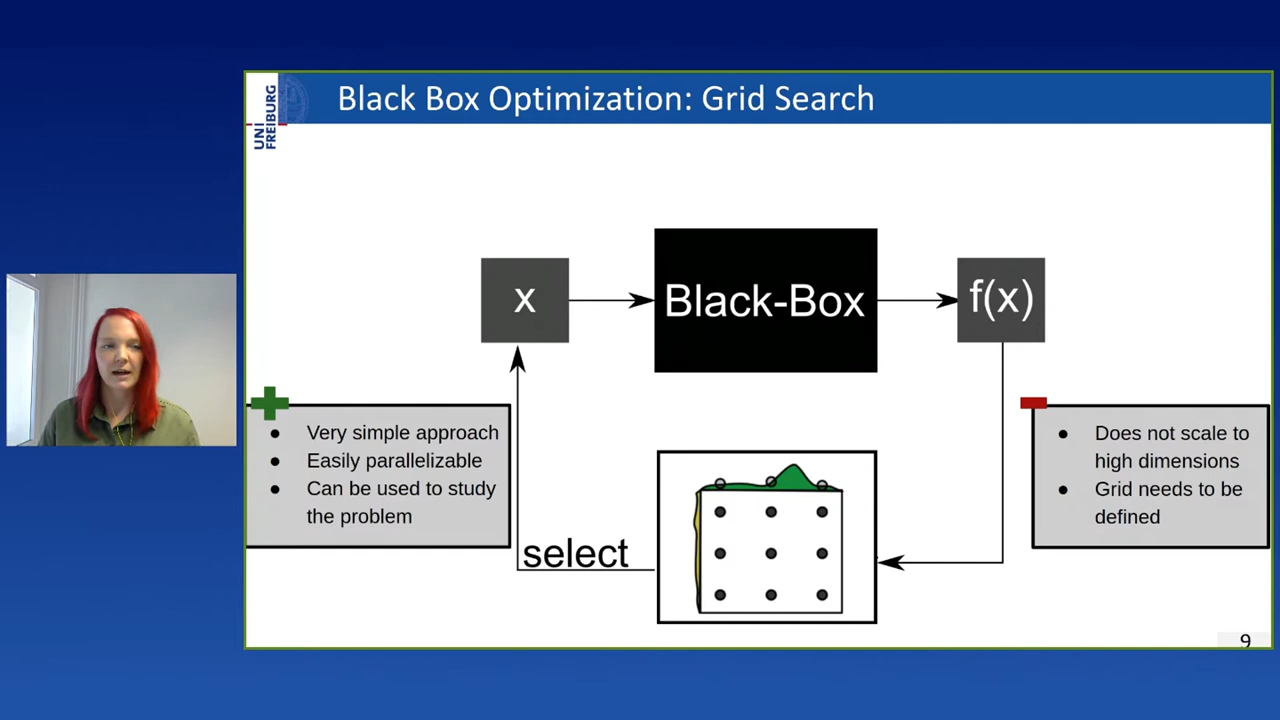 UNI
FREIBURG
Black Box Optimization: Grid Search
x
Black-Box
f(x)
● Very simple approach
● Easily parallelizable
● Can be used to study
the problem
select
● Does not scale to
high dimensions
● Grid needs to be
defined
9